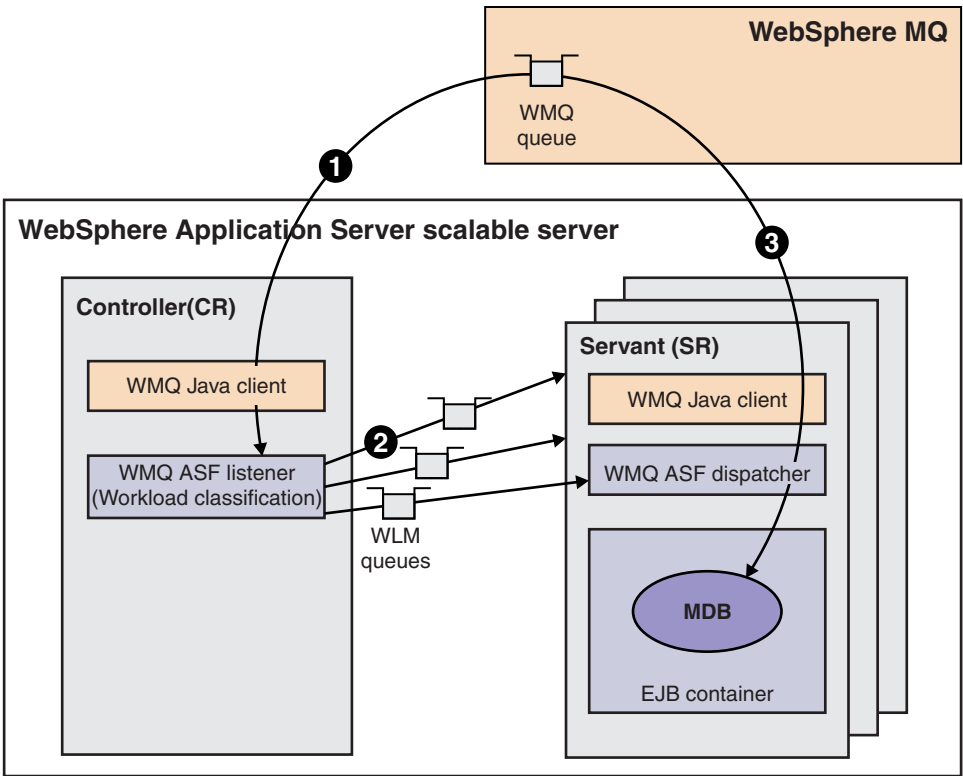 WebSphere MQ
WMQ
queue
1
WebSphere Application Server scalable server
3
Controller(CR)
Servant (SR)
WMQ Java client
WMQ Java client
2
WMQ ASF listener
(Workload classification)
WMQ ASF dispatcher
WLM
queues
MDB
EJB container